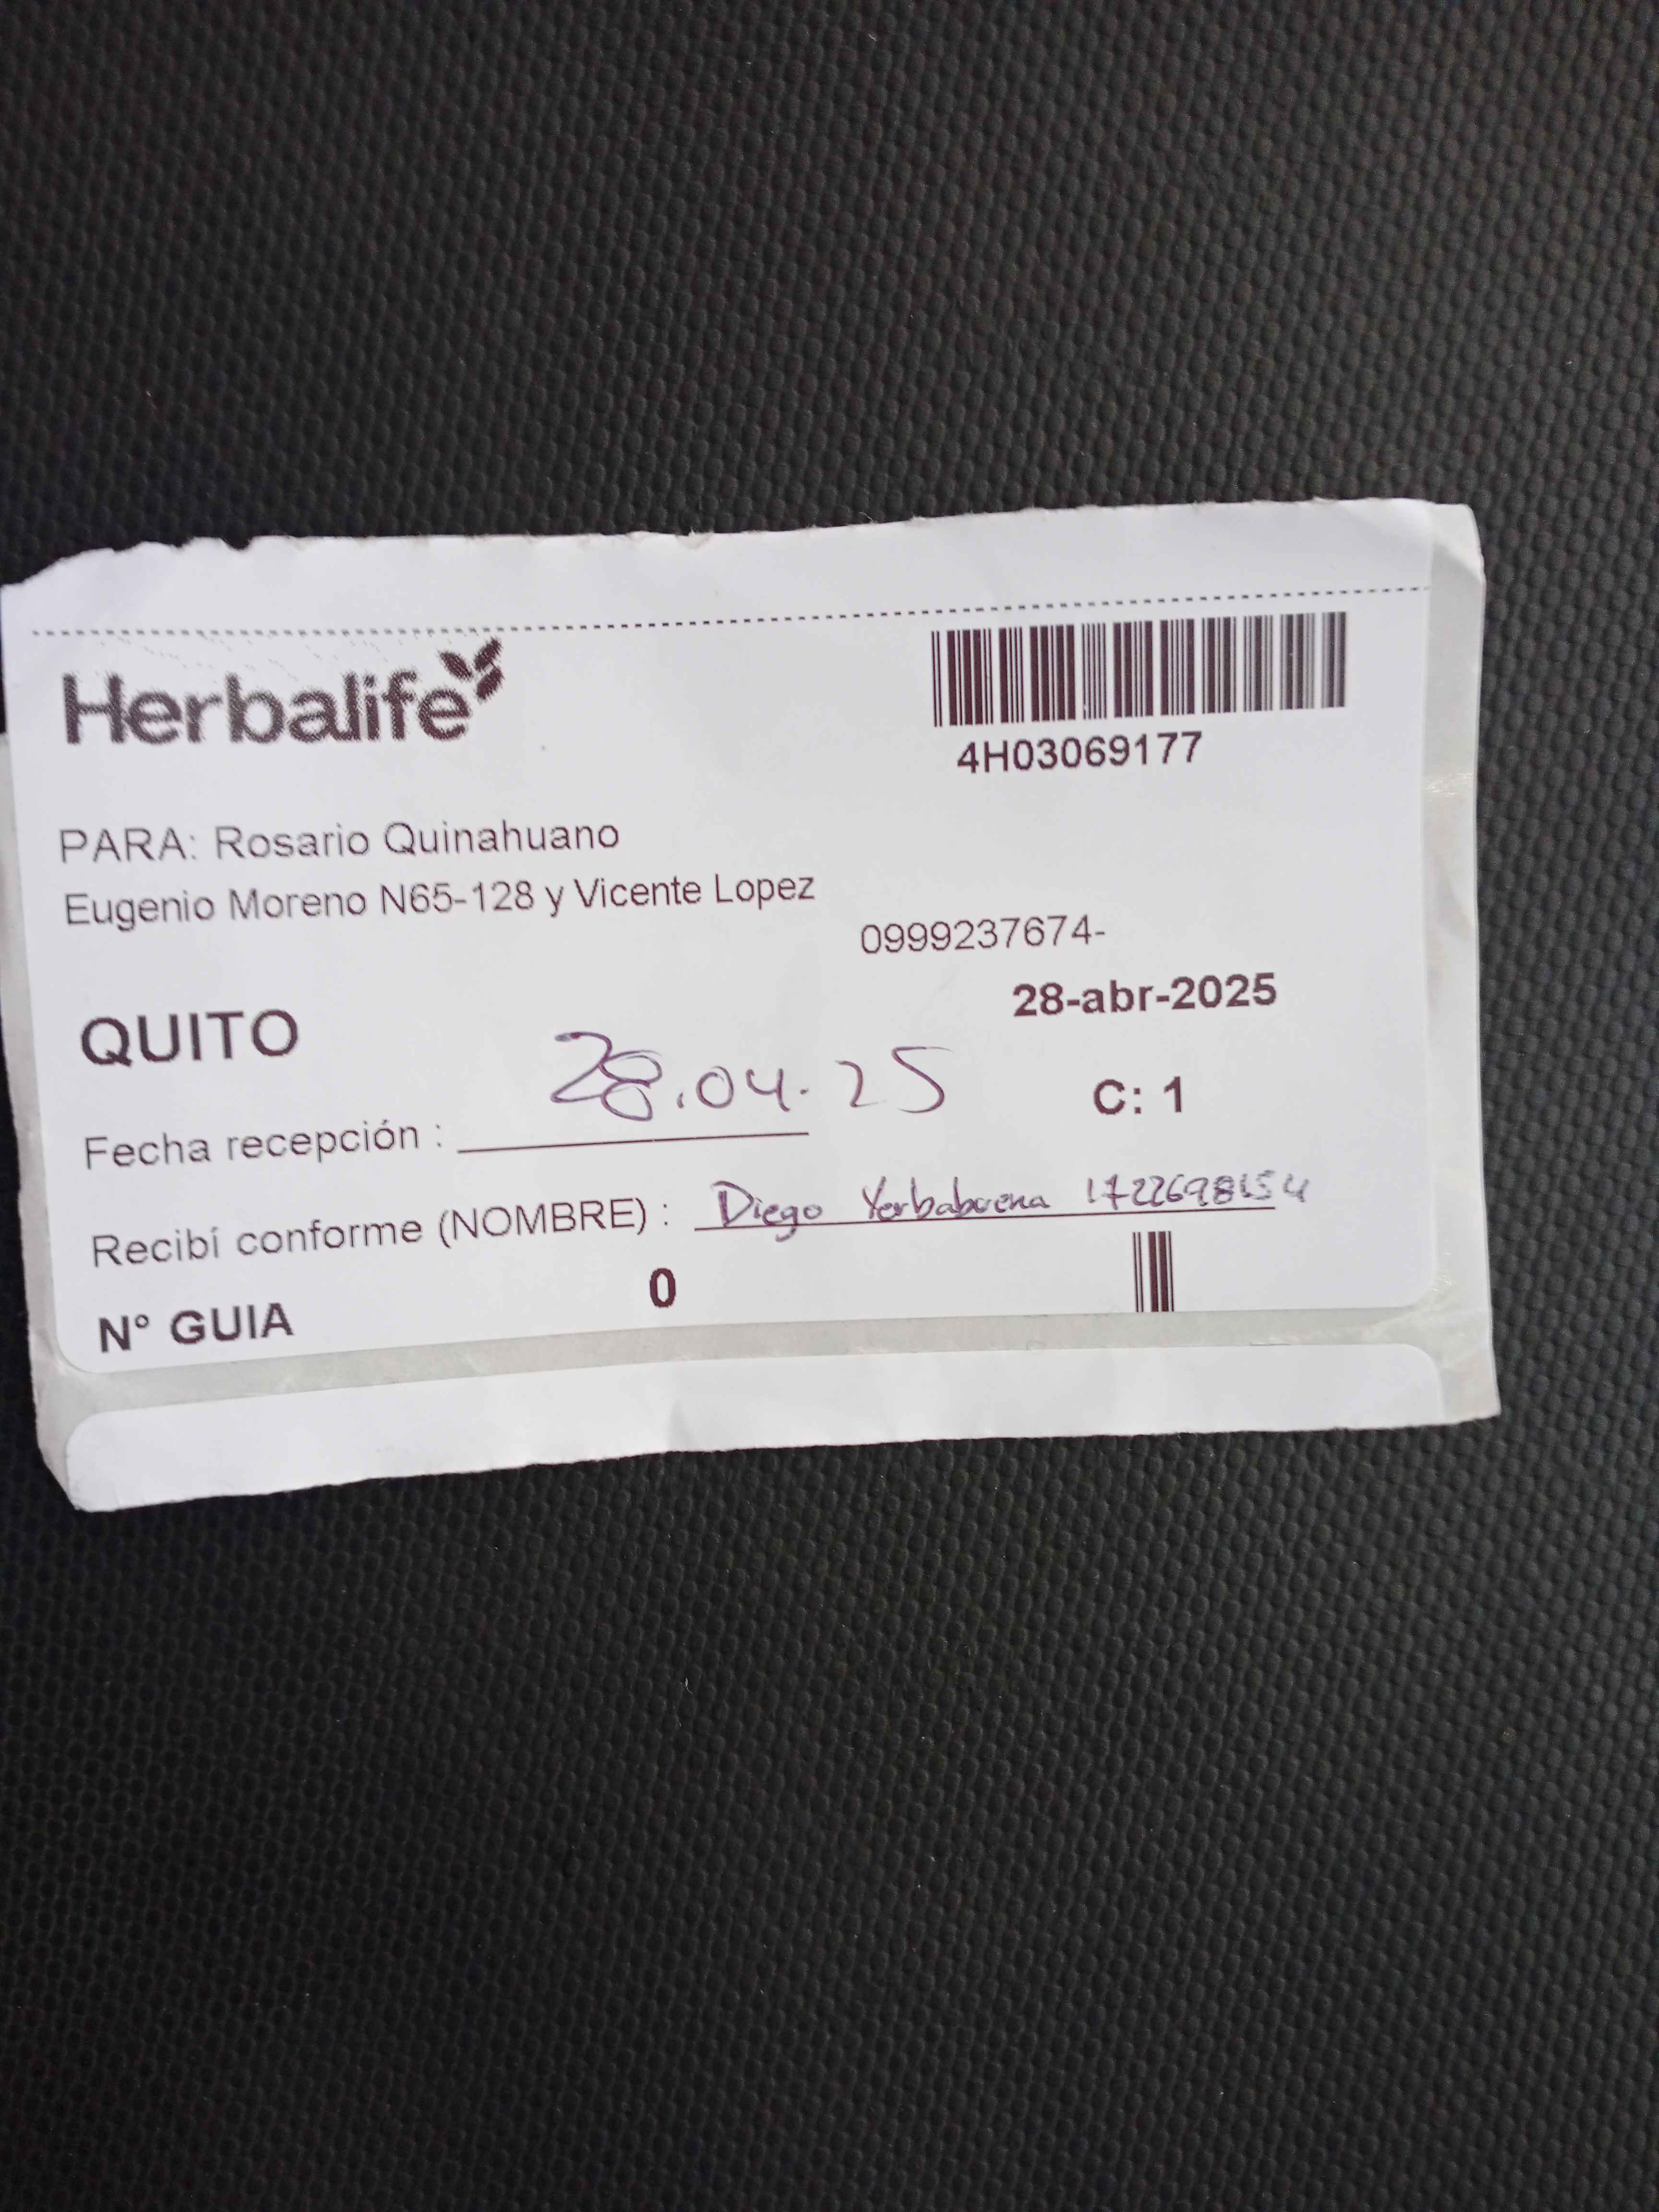 Herbalife
4H03069177
PARA: Rosario Quinahuano
Eugenio Moreno N65-128 y Vicente Lopez
0999237674-
28-abr-2025
QUITO
28.04.25
C: 1
Fecha recepción :
Recibí conforme (NOMBRE) : Diego Yerbabuena 1722698154
N° GUIA 0